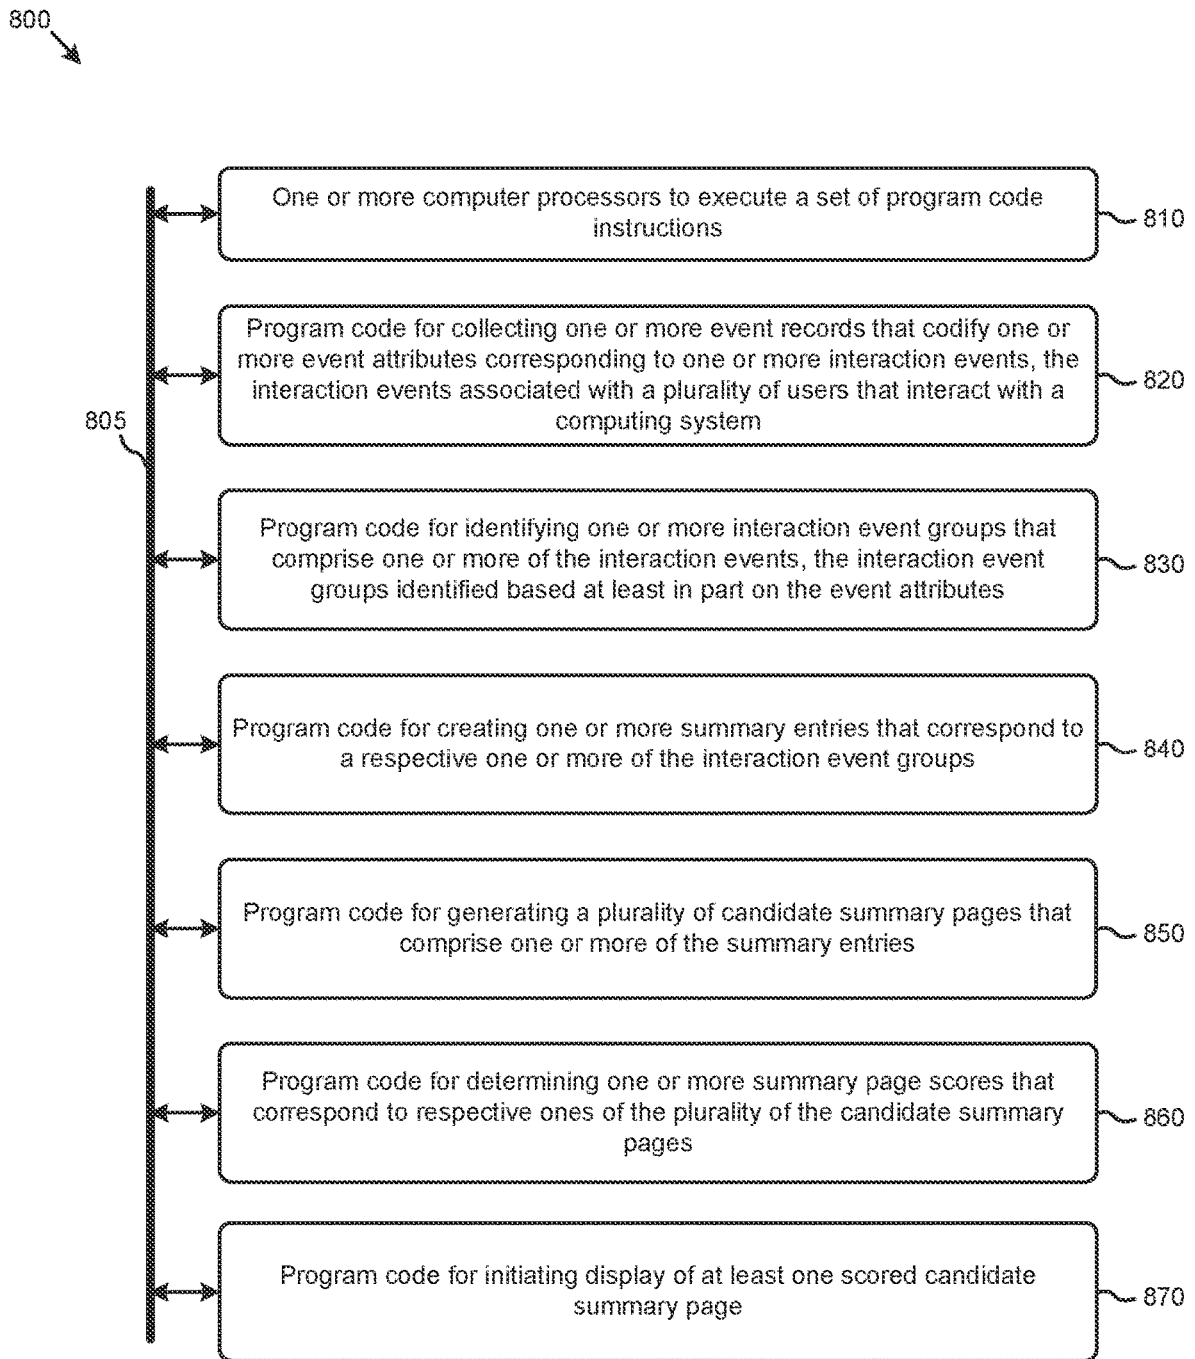 800
One or more computer processors to execute a set of program code
instructions
810
Program code for collecting one or more event records that codify one or
more event attributes corresponding to one or more interaction events, the
interaction events associated with a plurality of users that interact with a
computing system
820
805
Program code for identifying one or more interaction event groups that
comprise one or more of the interaction events, the interaction event
groups identified based at least in part on the event attributes
830
Program code for creating one or more summary entries that correspond to
a respective one or more of the interaction event groups
840
Program code for generating a plurality of candidate summary pages that
comprise one or more of the summary entries
850
Program code for determining one or more summary page scores that
correspond to respective ones of the plurality of the candidate summary
pages
860
Program code for initiating display of at least one scored candidate
summary page
870